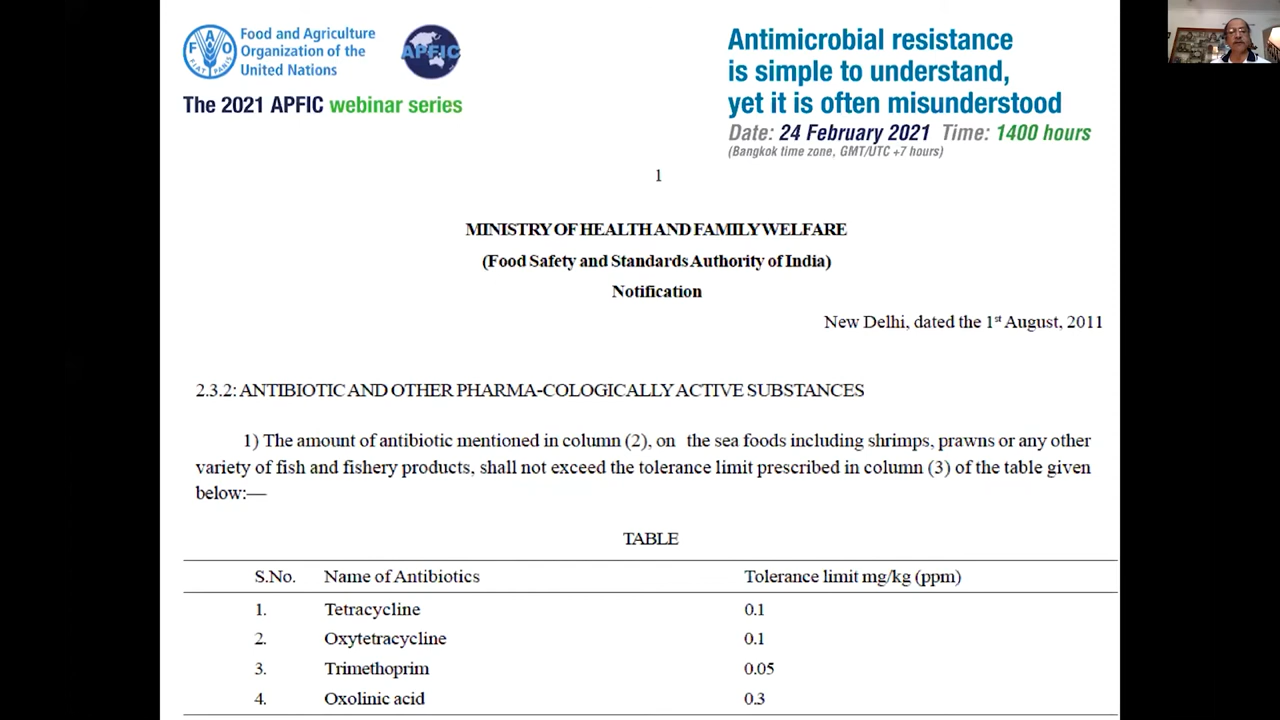 Food and Agriculture
Organization of the
United Nations
FAO
FIAT PANIS
APFIC
The 2021 APFIC webinar series
Antimicrobial resistance
is simple to understand,
yet it is often misunderstood
Date: 24 February 2021 Time: 1400 hours
(Bangkok time zone, GMT/UTC +7 hours)
1
MINISTRY OF HEALTH AND FAMILY WELFARE
(Food Safety and Standards Authority of India)
Notification
New Delhi, dated the 1st August, 2011
2.3.2: ANTIBIOTIC AND OTHER PHARMA-COLOGICALLY ACTIVE SUBSTANCES
1) The amount of antibiotic mentioned in column (2), on the sea foods including shrimps, prawns or any other
variety of fish and fishery products, shall not exceed the tolerance limit prescribed in column (3) of the table given
below:—
TABLE
S.No. Name of Antibiotics Tolerance limit mg/kg (ppm)
1. Tetracycline 0.1
2. Oxytetracycline 0.1
3. Trimethoprim 0.05
4. Oxolinic acid 0.3